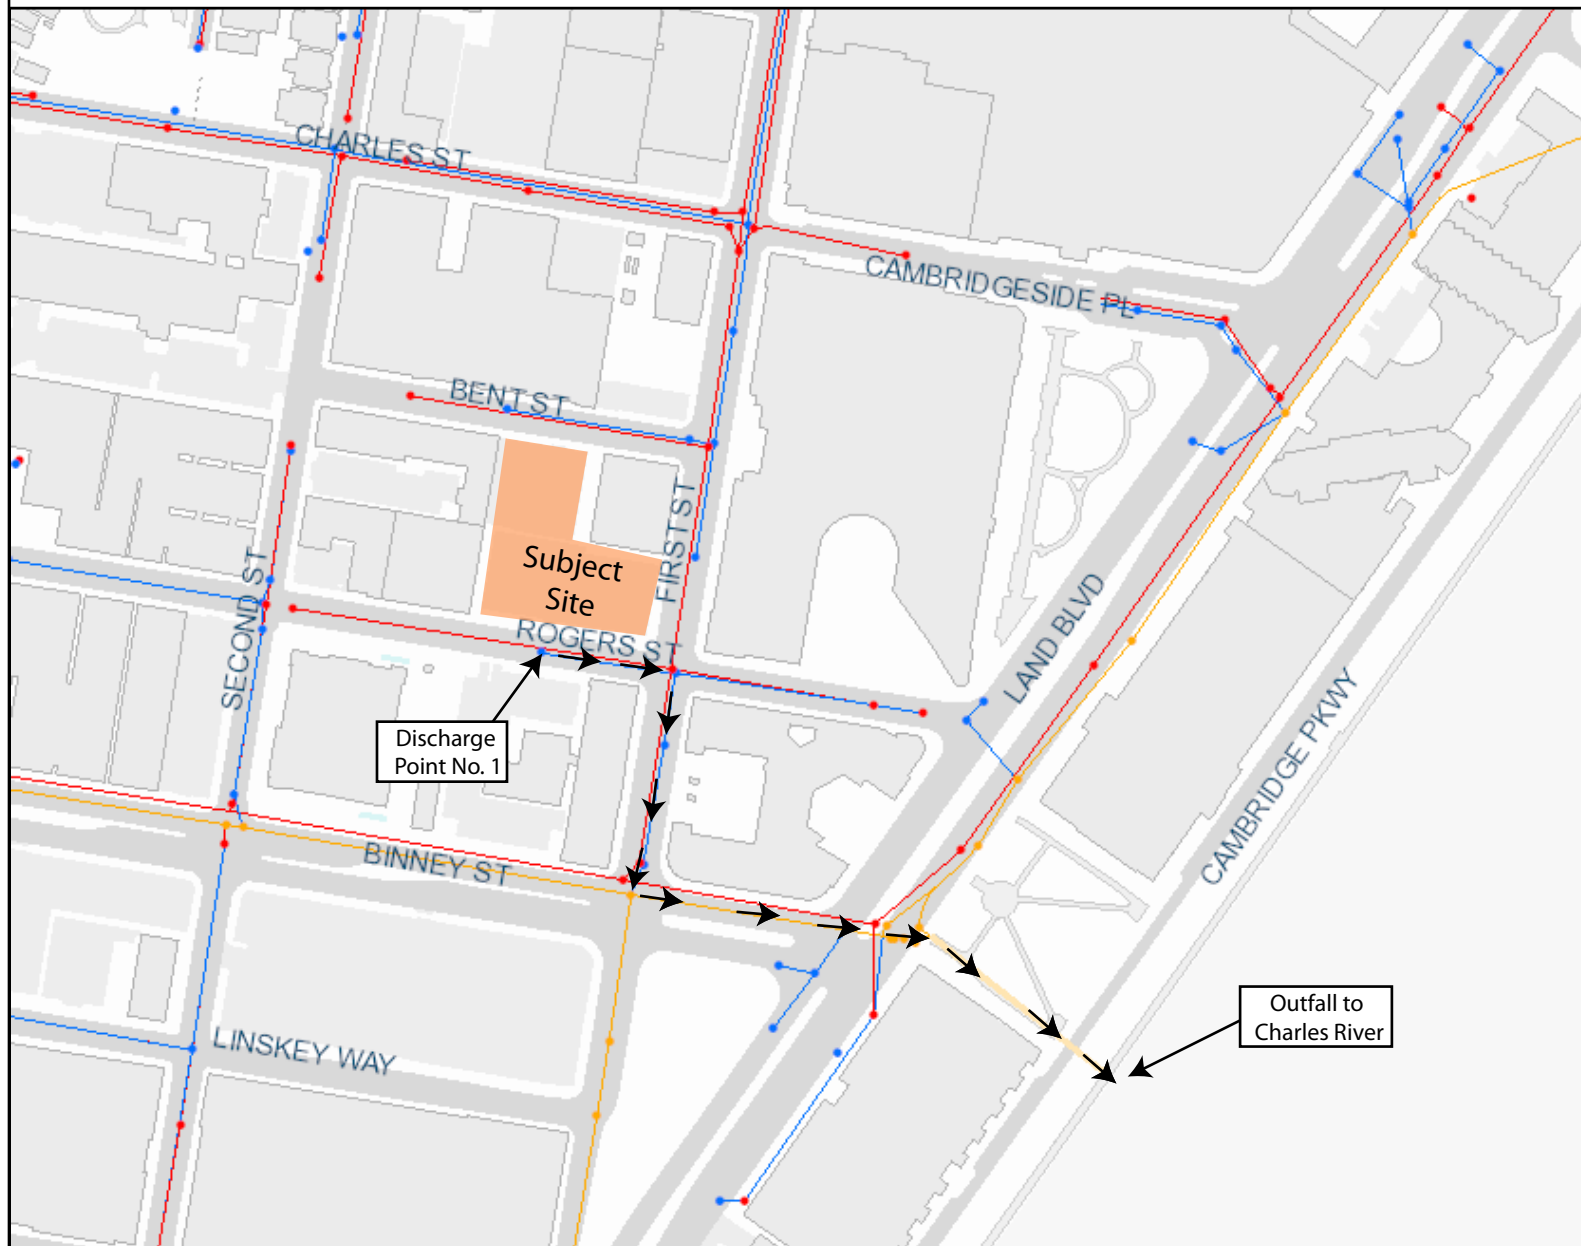 CHARLES ST
CAMBRIDGESIDE PL
BENT ST
FIRST ST
Subject
Site
SECOND ST
ROGERS ST
LAND BLVD
Discharge
Point No. 1
CAMBRIDGE PKWY
BINNEY ST
Outfall to
Charles River
LINSKEY WAY